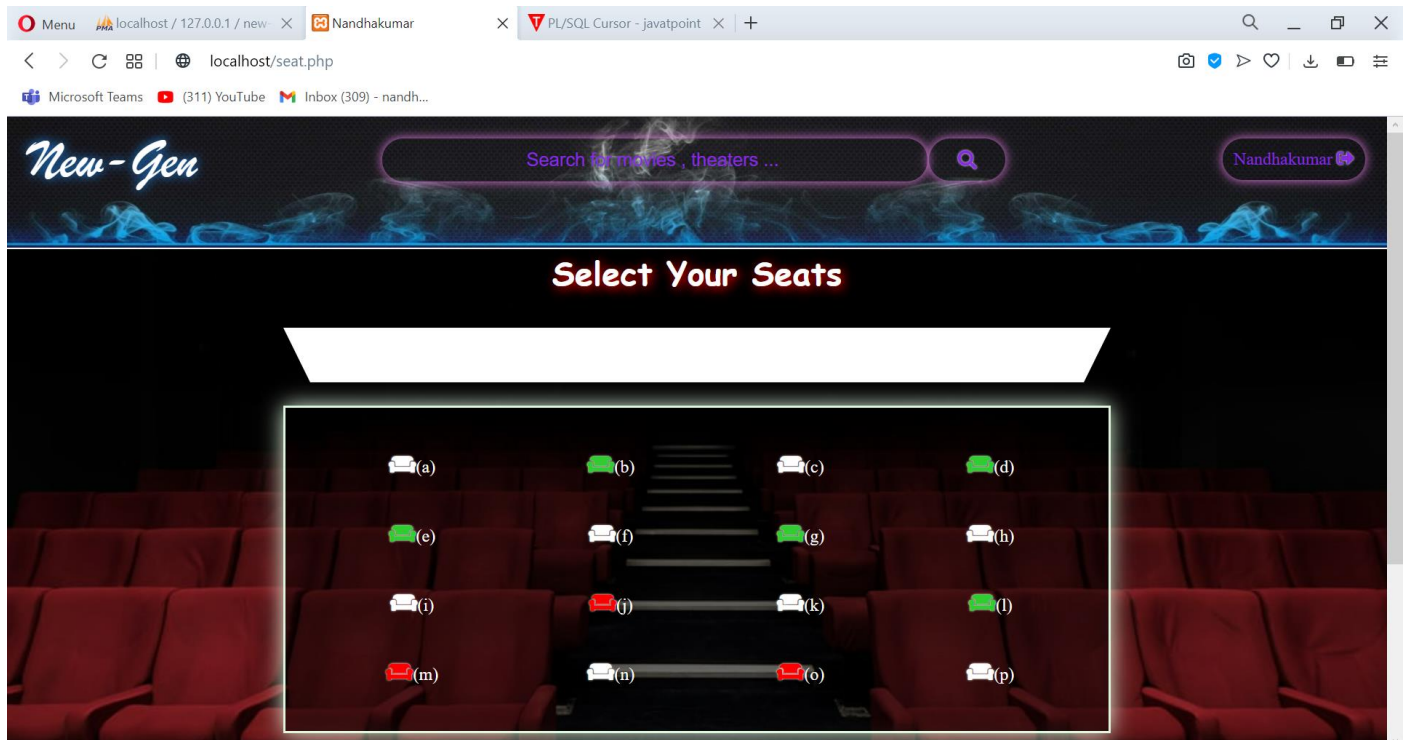 Menu localhost / 127.0.0.1 / new- Nandhakumar PL/SQL Cursor - javatpoint
localhost/seat.php
Microsoft Teams (311) YouTube Inbox (309) - nandh...
New-Gen Search for movies , theaters ... Nandhakumar
Select Your Seats
(a) (b) (c) (d)
(e) (f) (g) (h)
(i) (j) (k) (l)
(m) (n) (o) (p)